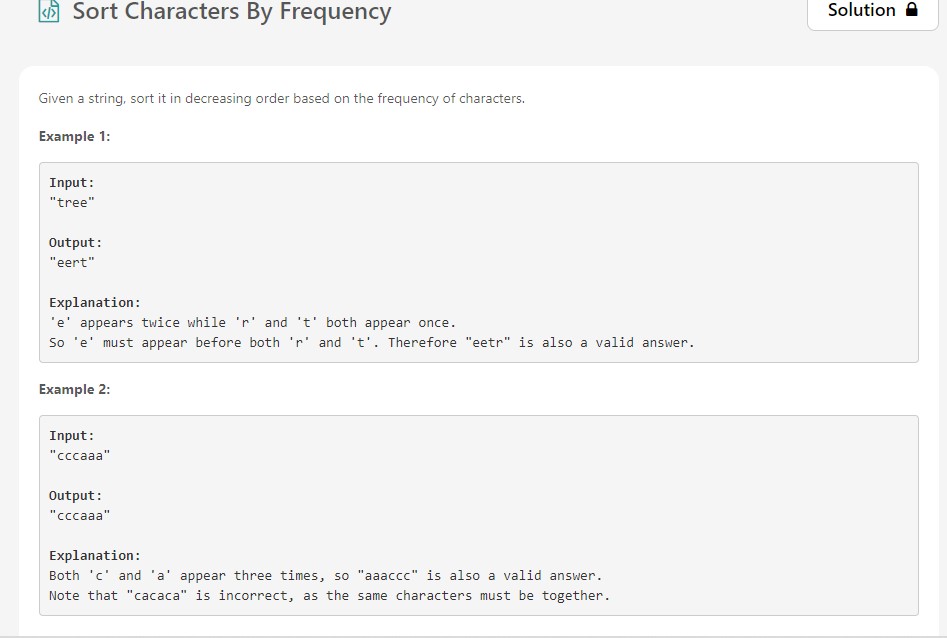 Sort Characters By Frequency
Solution
Given a string, sort it in decreasing order based on the frequency of characters.
Example 1:
Input:
"tree"
Output:
"eert"
Explanation:
'e' appears twice while 'r' and 't' both appear once.
So 'e' must appear before both 'r' and 't'. Therefore "eetr" is also a valid answer.
Example 2:
Input:
"cccaaa"
Output:
"cccaaa"
Explanation:
Both 'c' and 'a' appear three times, so "aaaccc" is also a valid answer.
Note that "cacaca" is incorrect, as the same characters must be together.